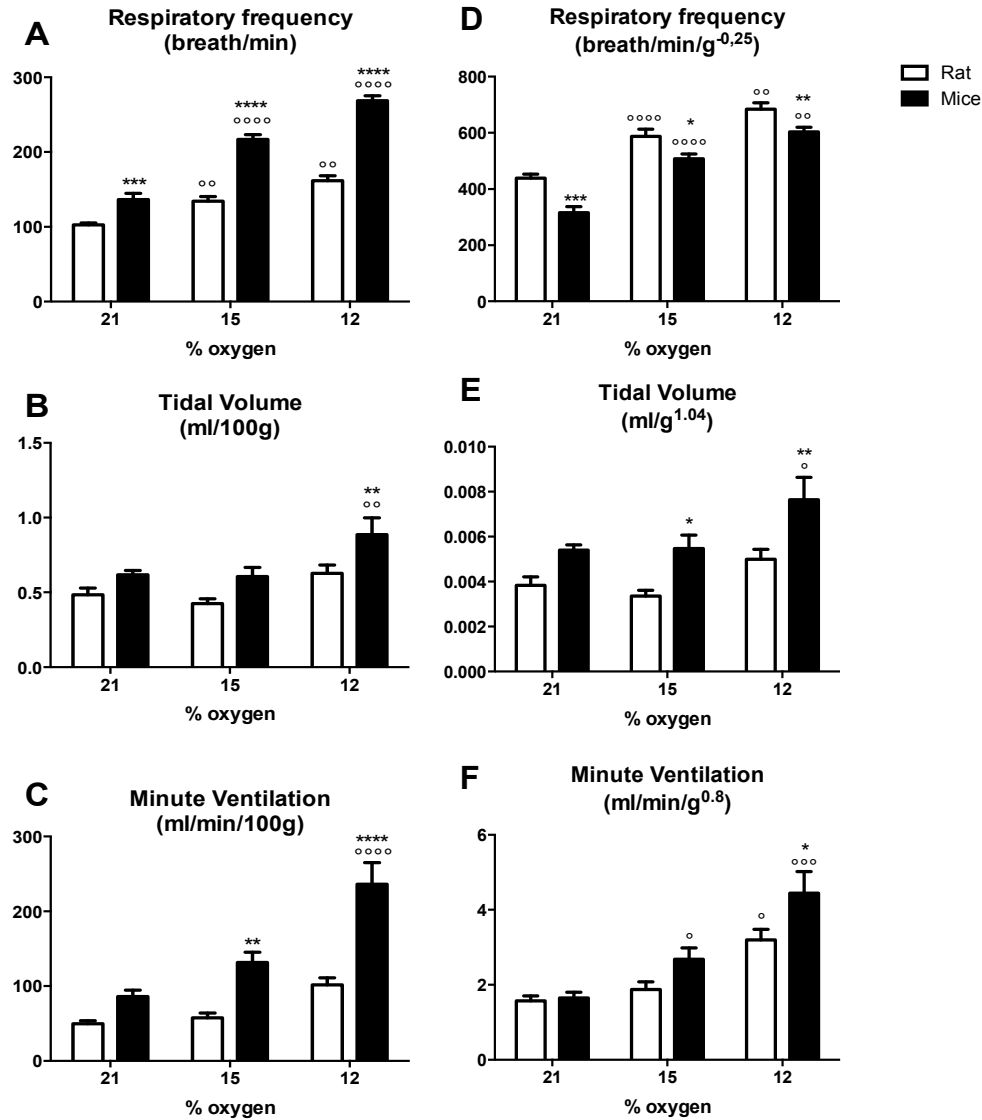 A
Respiratory frequency
(breath/min)
300
200
100
0
****
°°°°
****
°°°°
***
°°
°°
21 15 12
% oxygen
D
Respiratory frequency
(breath/min/g-0,25)
800
600
400
200
0
°°
**
°°
°°°°
*
°°°°
***
21 15 12
% oxygen
Rat
Mice
B
Tidal Volume
(ml/100g)
1.5
1.0
0.5
0.0
**
°°
21 15 12
% oxygen
E
Tidal Volume
(ml/g1.04)
0.010
0.008
0.006
0.004
0.002
0.000
**
°
*
21 15 12
% oxygen
C
Minute Ventilation
(ml/min/100g)
300
200
100
0
****
°°°°
**
21 15 12
% oxygen
F
Minute Ventilation
(ml/min/g0.8)
6
4
2
0
*
°°°
°
°
21 15 12
% oxygen